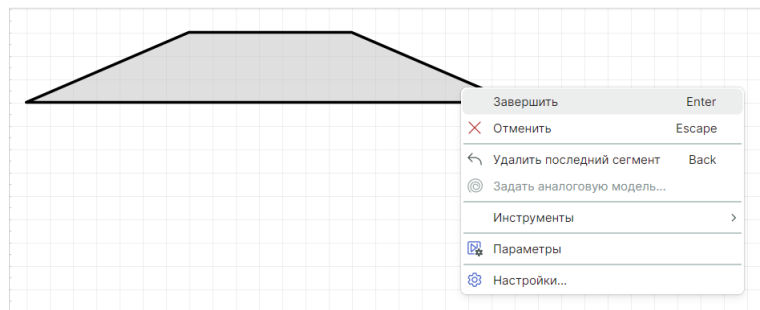 Завершить Enter
Отменить Escape
Удалить последний сегмент Back
Задать аналоговую модель...
Инструменты
Параметры
Настройки...